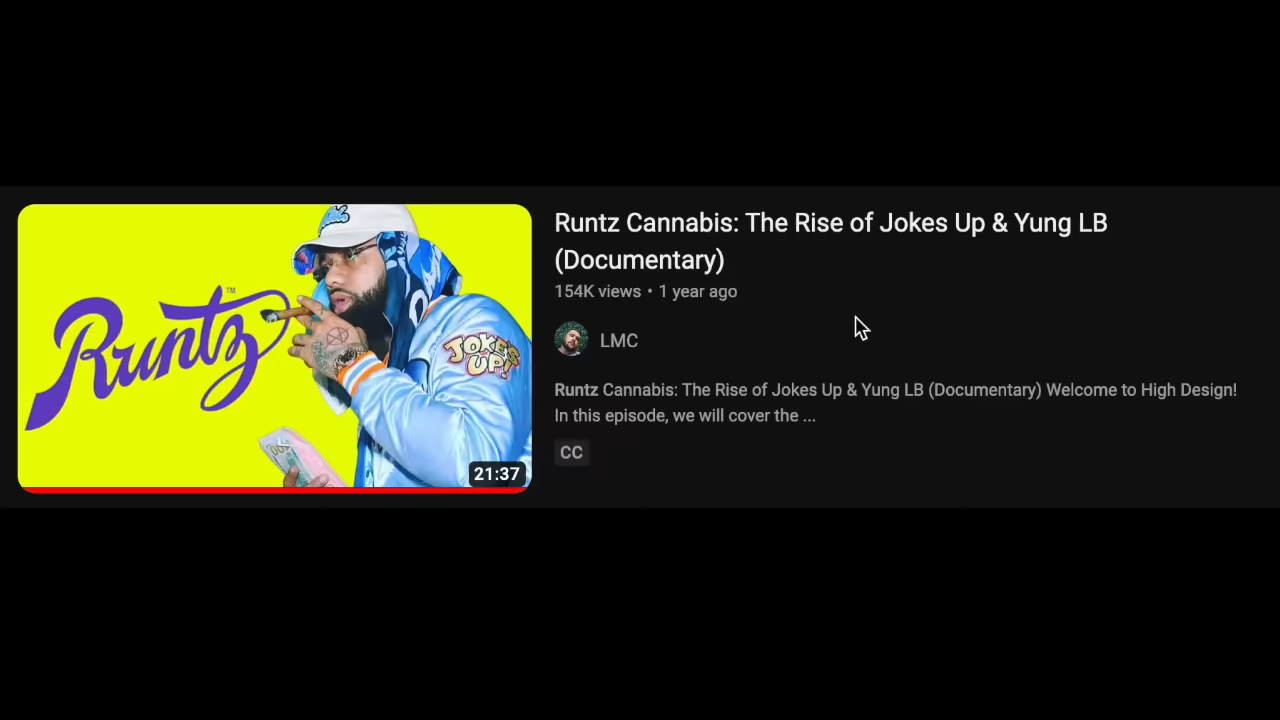 Runtz
TM
JOKES
UP!
21:37
Runtz Cannabis: The Rise of Jokes Up & Yung LB
(Documentary)
154K views • 1 year ago
LMC
Runtz Cannabis: The Rise of Jokes Up & Yung LB (Documentary) Welcome to High Design!
In this episode, we will cover the ...
CC